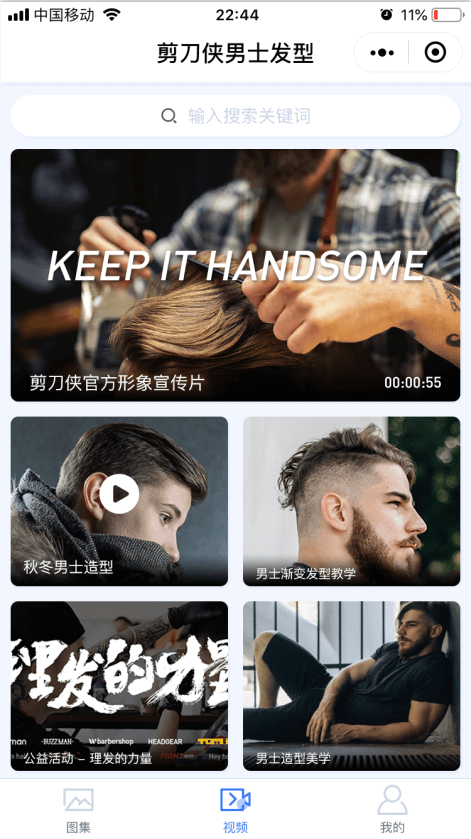 中国移动
22:44
11%
剪刀侠男士发型
输入搜索关键词
KEEP IT HANDSOME
剪刀侠官方形象宣传片
00:00:55
秋冬男士造型
男士渐变发型教学
理发的力量
man
BUZZ MAN
barbershop
HEADGEAR
公益活动 – 理发的力量
男士造型美学
图集
视频
我的